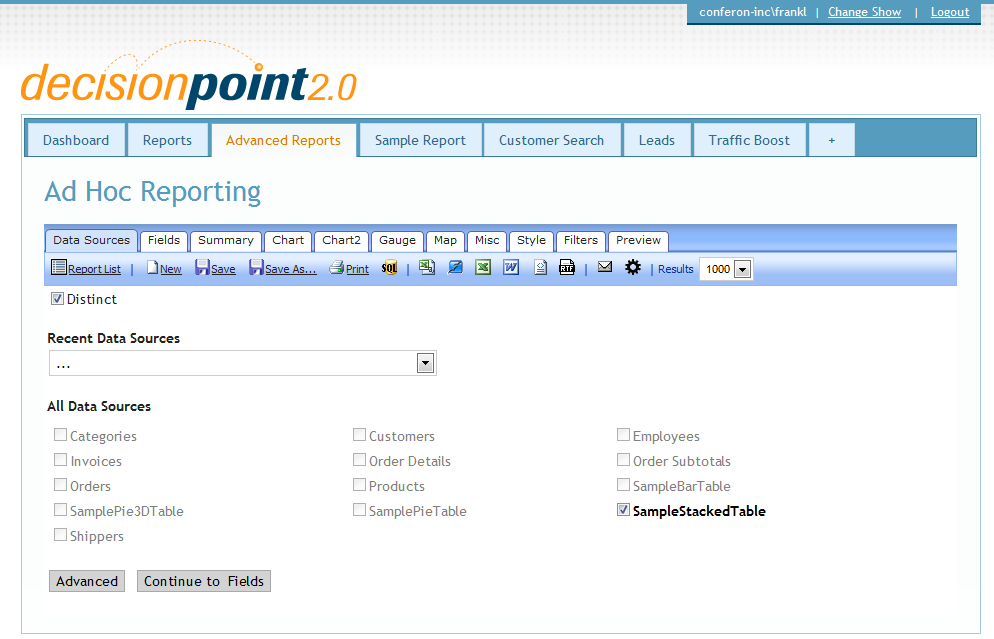 conferon-inc\frankl | Change Show | Logout
decisionpoint2.0
Dashboard Reports Advanced Reports Sample Report Customer Search Leads Traffic Boost +
Ad Hoc Reporting
Data Sources Fields Summary Chart Chart2 Gauge Map Misc Style Filters Preview
Report List | New Save Save As... Print SQL | RTF | Results 1000
Distinct
Recent Data Sources
...
All Data Sources
Categories Customers Employees
Invoices Order Details Order Subtotals
Orders Products SampleBarTable
SamplePie3DTable SamplePieTable SampleStackedTable
Shippers
Advanced Continue to Fields